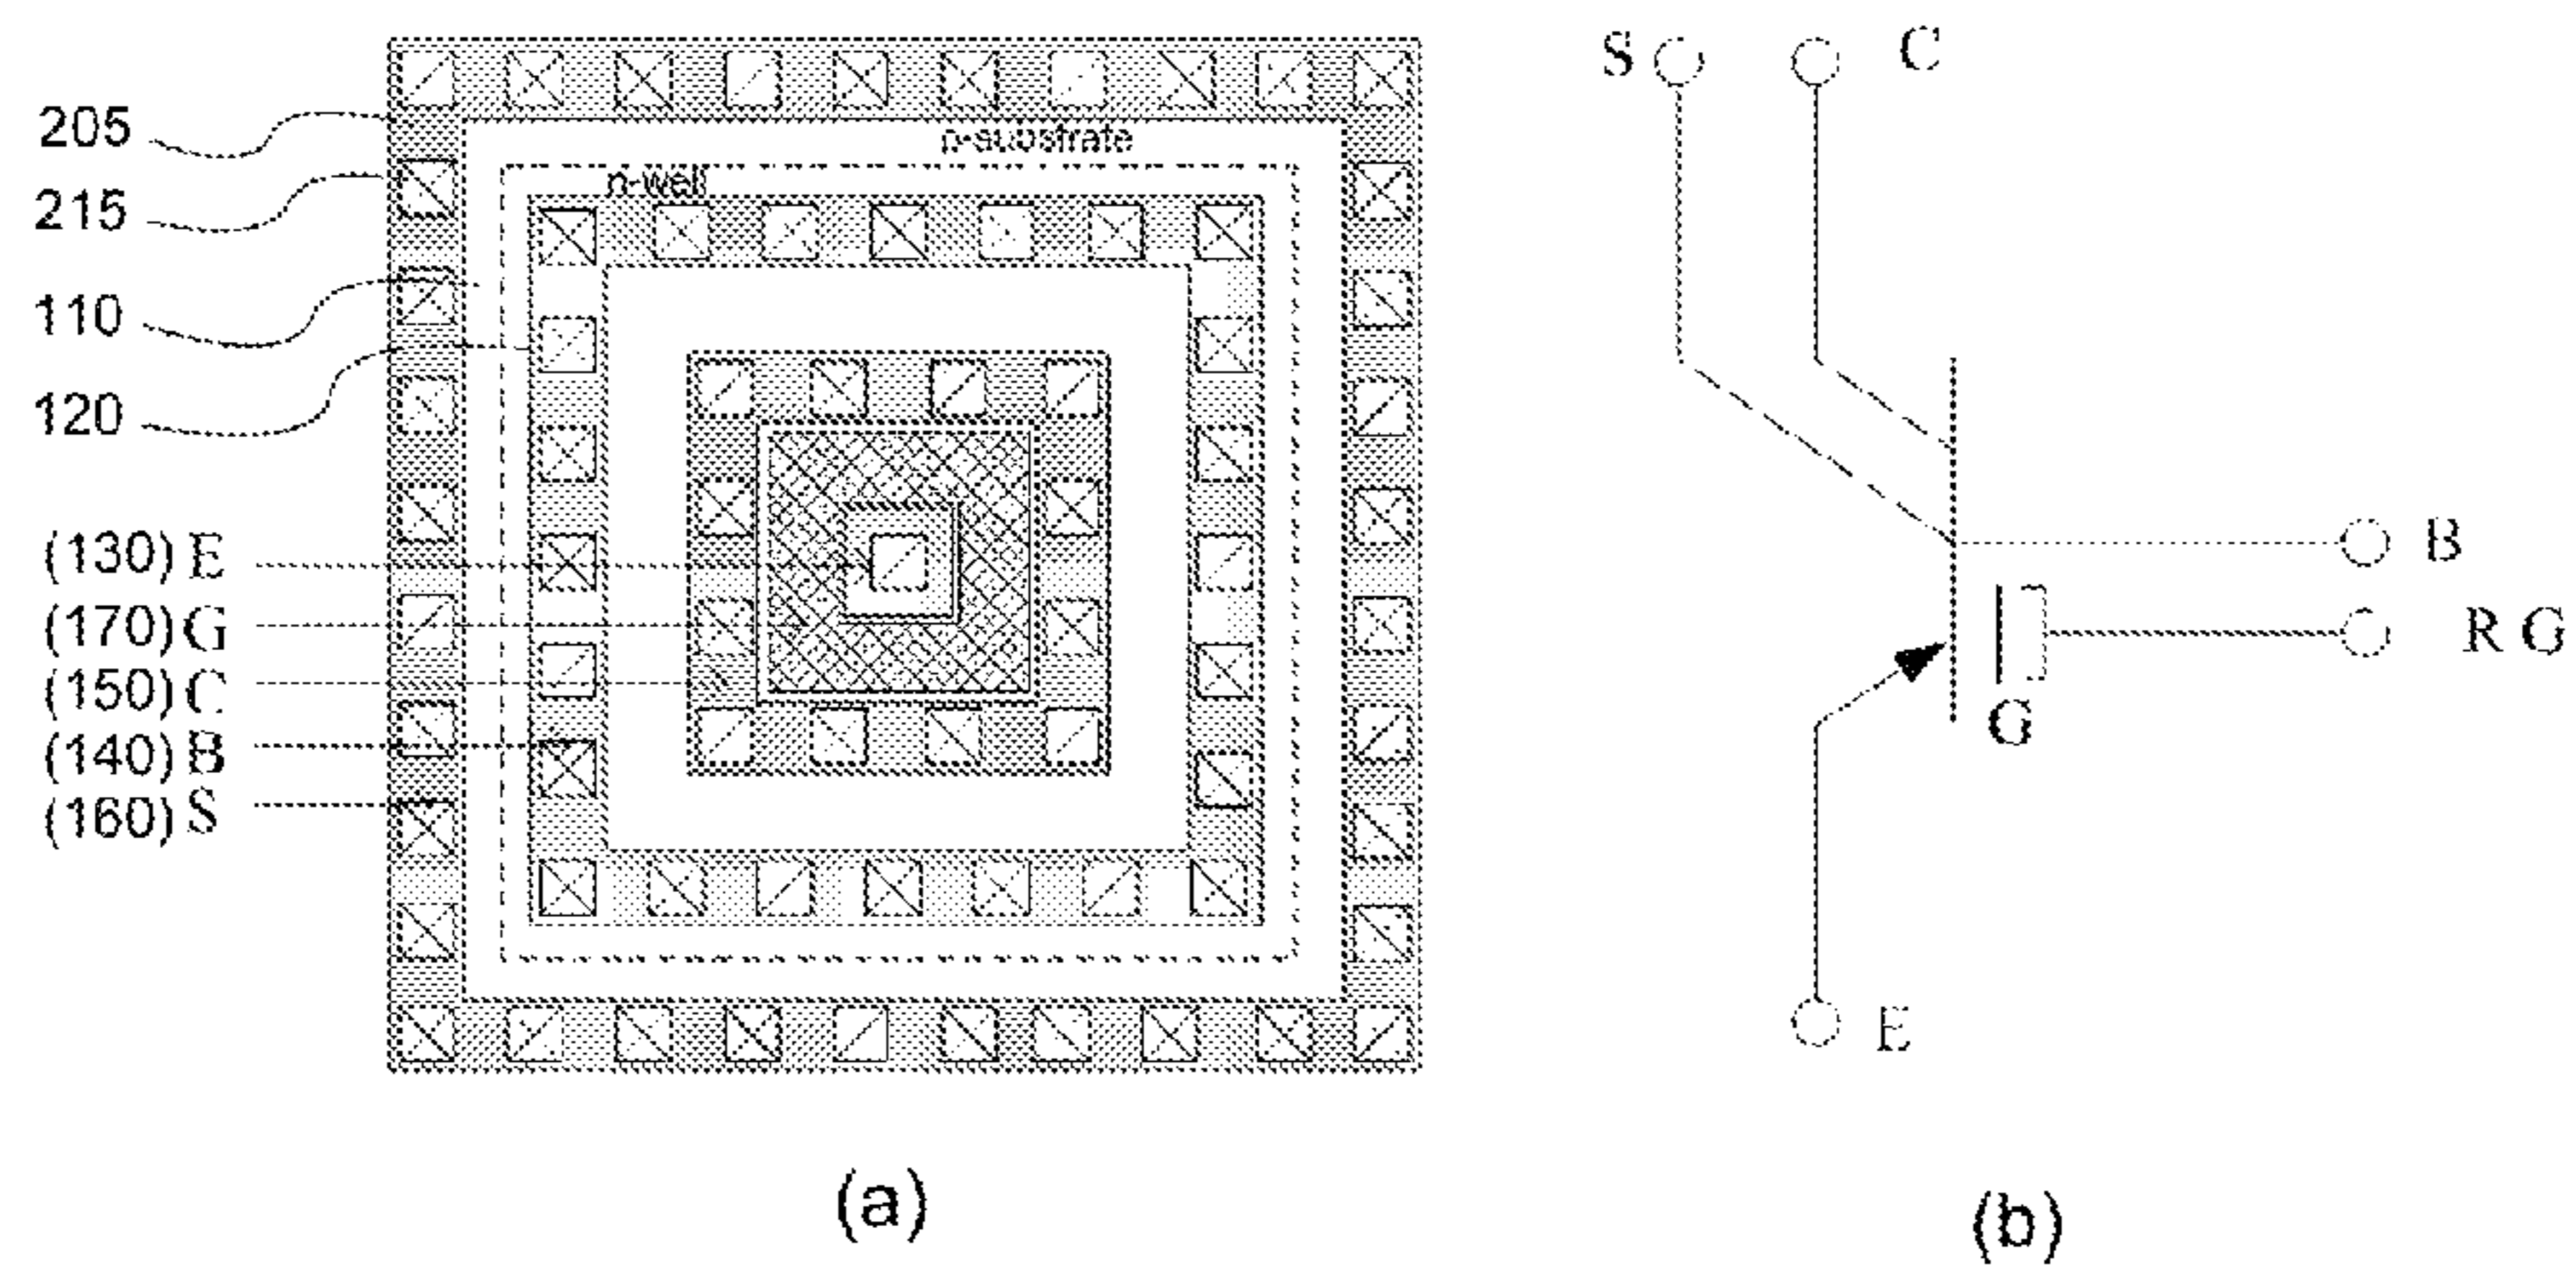 205
215
110
120
(130) E
(170) G
(150) C
(140) B
(160) S
p-substrate
n-well
(a)
S
C
B
R G
G
E
(b)